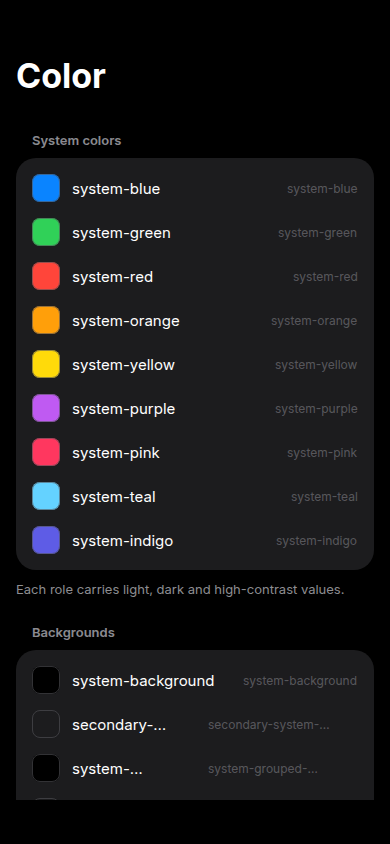 Color
System colors
system-blue system-blue
system-green system-green
system-red system-red
system-orange system-orange
system-yellow system-yellow
system-purple system-purple
system-pink system-pink
system-teal system-teal
system-indigo system-indigo
Each role carries light, dark and high-contrast values.
Backgrounds
system-background system-background
secondary-... secondary-system-...
system-... system-grouped-...